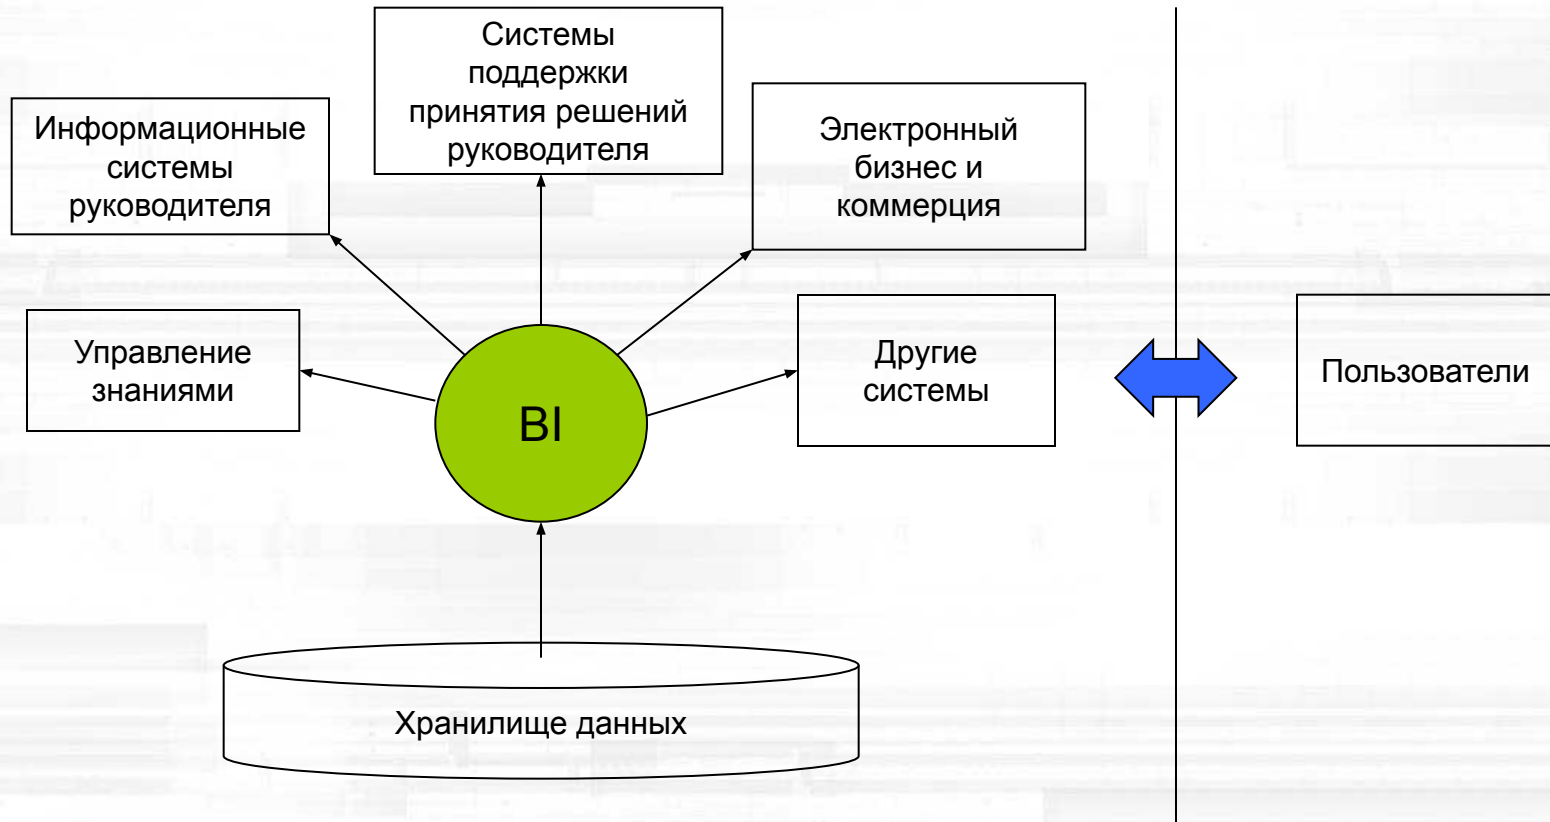 Системы
поддержки
принятия решений
руководителя
Информационные
системы
руководителя
Электронный
бизнес и
коммерция
Управление
знаниями
BI
Другие
системы
Пользователи
Хранилище данных